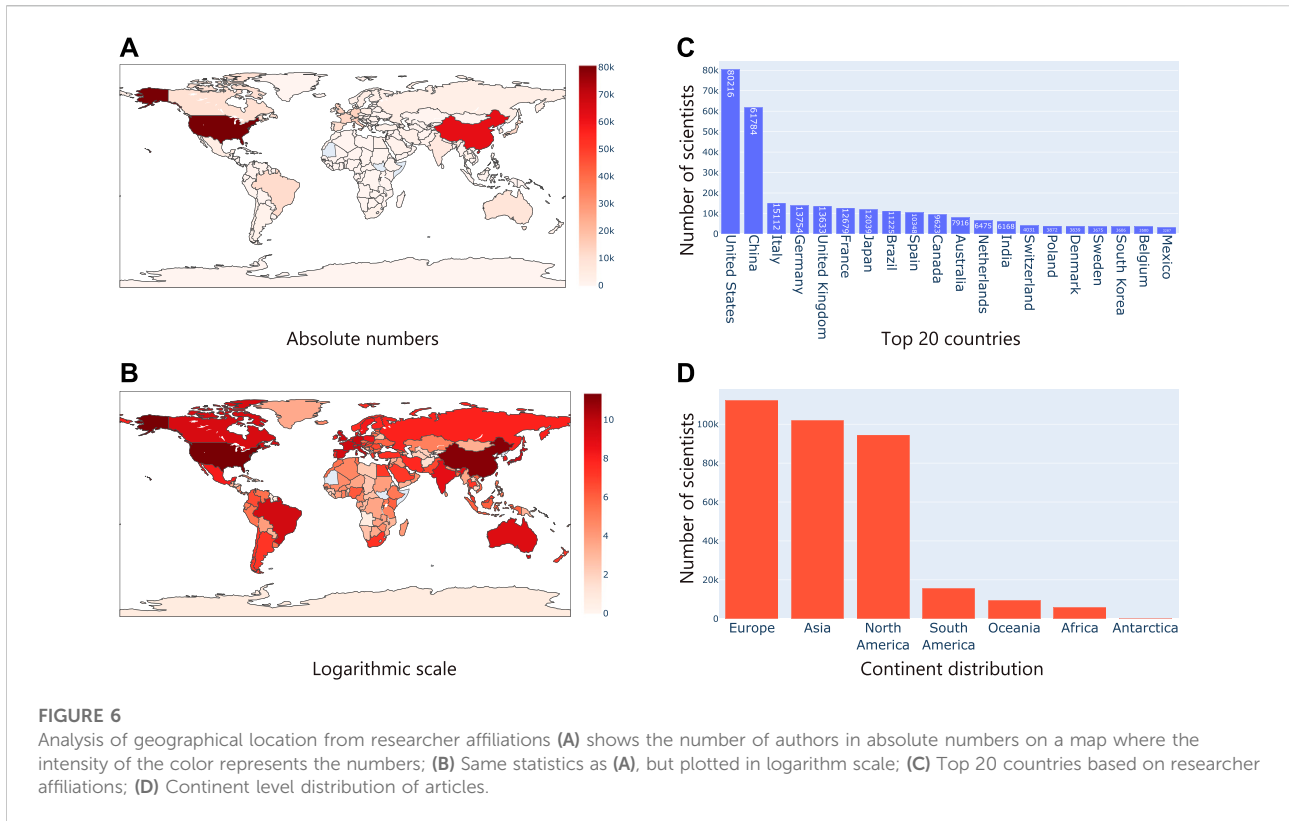 A
80k
70k
60k
50k
40k
30k
20k
10k
0
Absolute numbers
B
10
8
6
4
2
0
Logarithmic scale
C
Number of scientists
80k
70k
60k
50k
40k
30k
20k
10k
0
80216
61784
15112
13754
13633
12679
12039
11225
10348
9623
7916
6475
6168
4031
United States
China
Italy
Germany
United Kingdom
France
Japan
Brazil
Spain
Canada
Australia
Netherlands
India
Switzerland
Poland
Denmark
Sweden
South Korea
Belgium
Mexico
Top 20 countries
D
Number of scientists
100k
80k
60k
40k
20k
0
Europe
Asia
North
America
South
America
Oceania
Africa
Antarctica
Continent distribution
FIGURE 6
Analysis of geographical location from researcher affiliations (A) shows the number of authors in absolute numbers on a map where the
intensity of the color represents the numbers; (B) Same statistics as (A), but plotted in logarithm scale; (C) Top 20 countries based on researcher
affiliations; (D) Continent level distribution of articles.